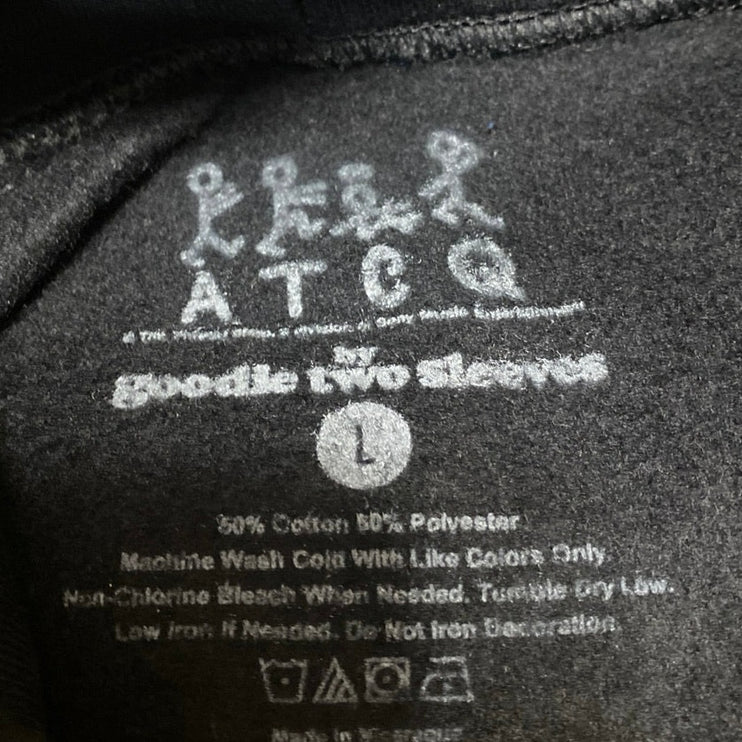 A T C Q
by
goodie two sleeves
L
50% Cotton 50% Polyester
Machine Wash Cold With Like Colors Only.
Non-Chlorine Bleach When Needed. Tumble Dry Low.
Low Iron If Needed. Do Not Iron Decoration.
Made in